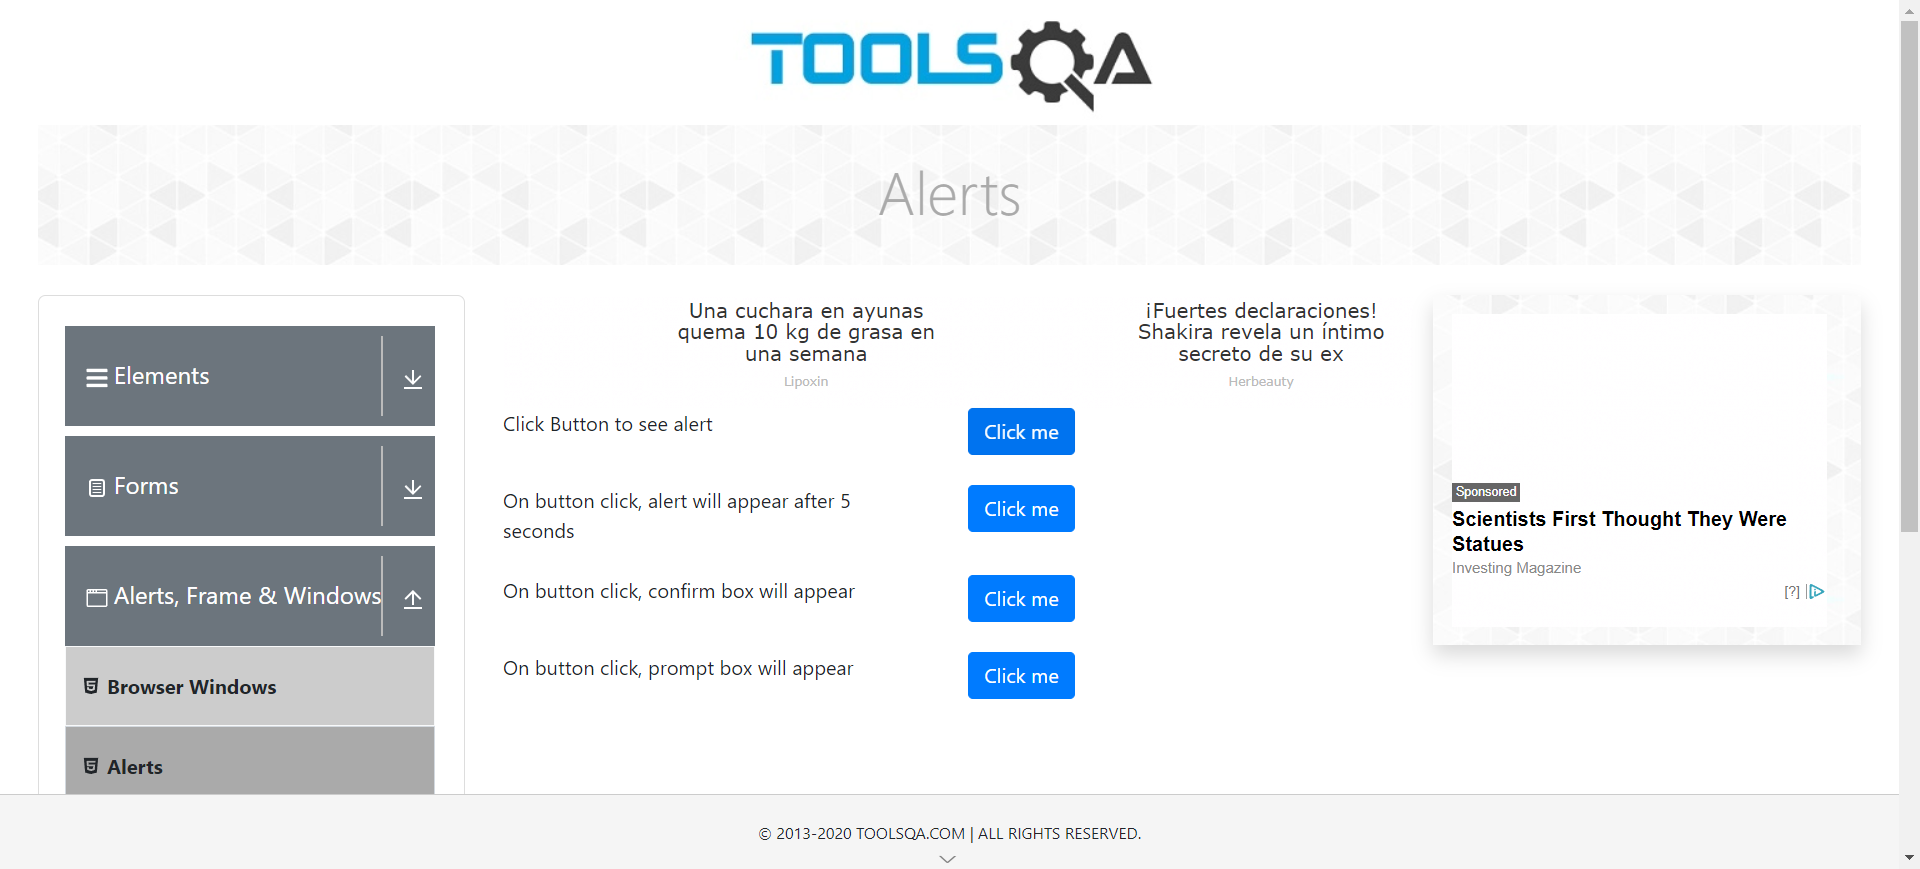 TOOLSQA
Alerts
Elements
Forms
Alerts, Frame & Windows
Browser Windows
Alerts
Una cuchara en ayunas
quema 10 kg de grasa en
una semana
Lipoxin
¡Fuertes declaraciones!
Shakira revela un íntimo
secreto de su ex
Herbeauty
Click Button to see alert
Click me
On button click, alert will appear after 5
seconds
Click me
On button click, confirm box will appear
Click me
On button click, prompt box will appear
Click me
Sponsored
Scientists First Thought They Were
Statues
Investing Magazine
[?]
© 2013-2020 TOOLSQA.COM | ALL RIGHTS RESERVED.